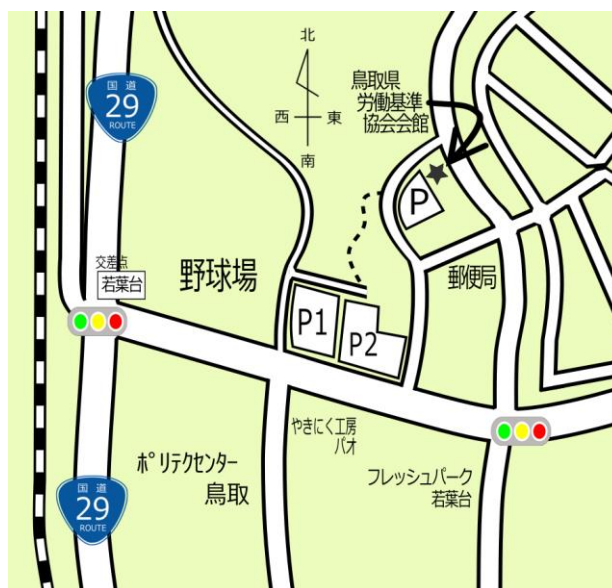 国道
29
ROUTE
北
西
東
南
鳥取県
労働基準
協会会館
P
交差点
若葉台
野球場
郵便局
P1
P2
やきにく工房
パオ
ポリテクセンター
鳥取
フレッシュパーク
若葉台
国道
29
ROUTE